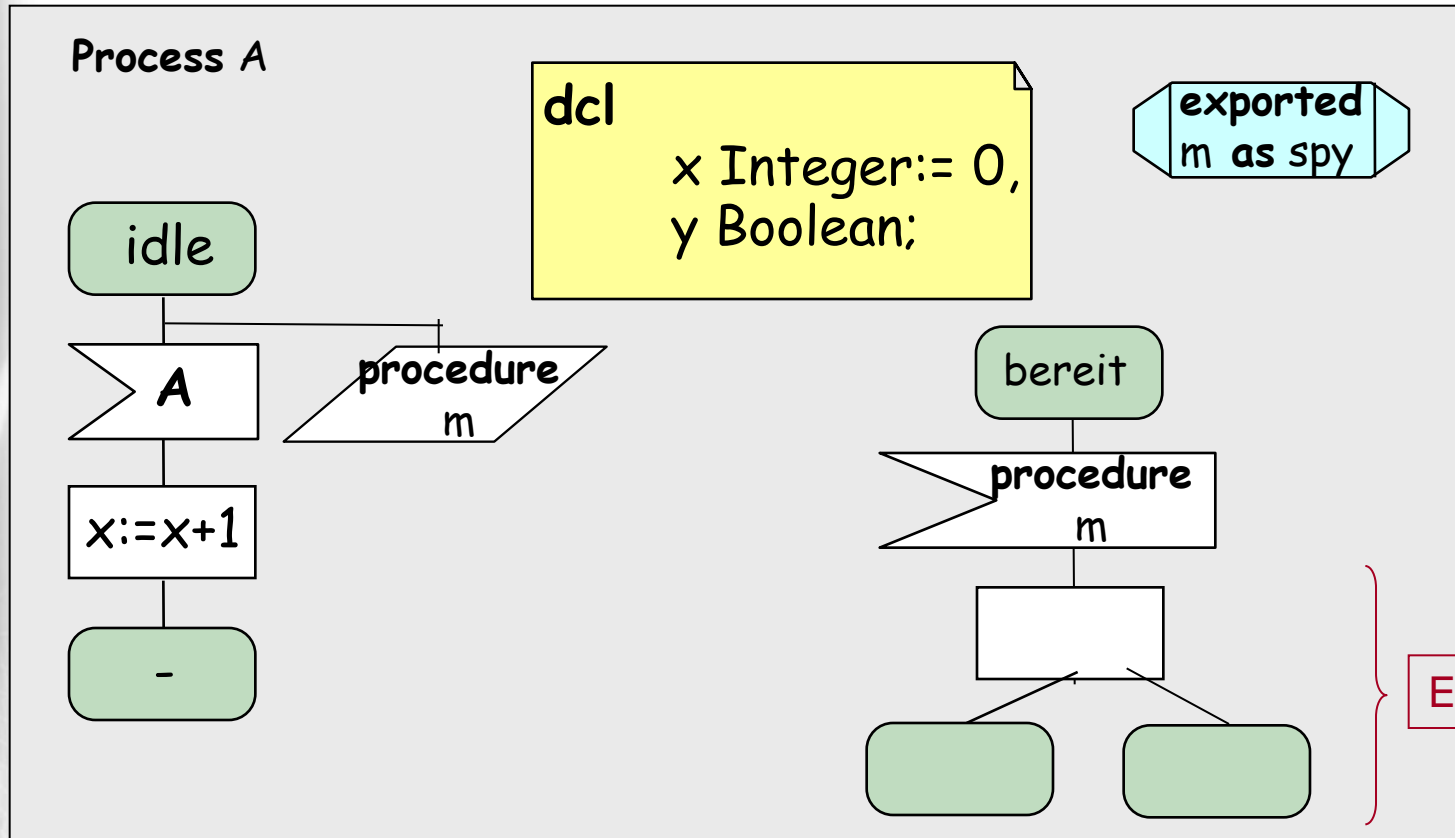 Process A
dcl
x Integer:= 0,
y Boolean;
exported
m as spy
idle
A
procedure
m
x:=x+1
-
bereit
procedure
m
E